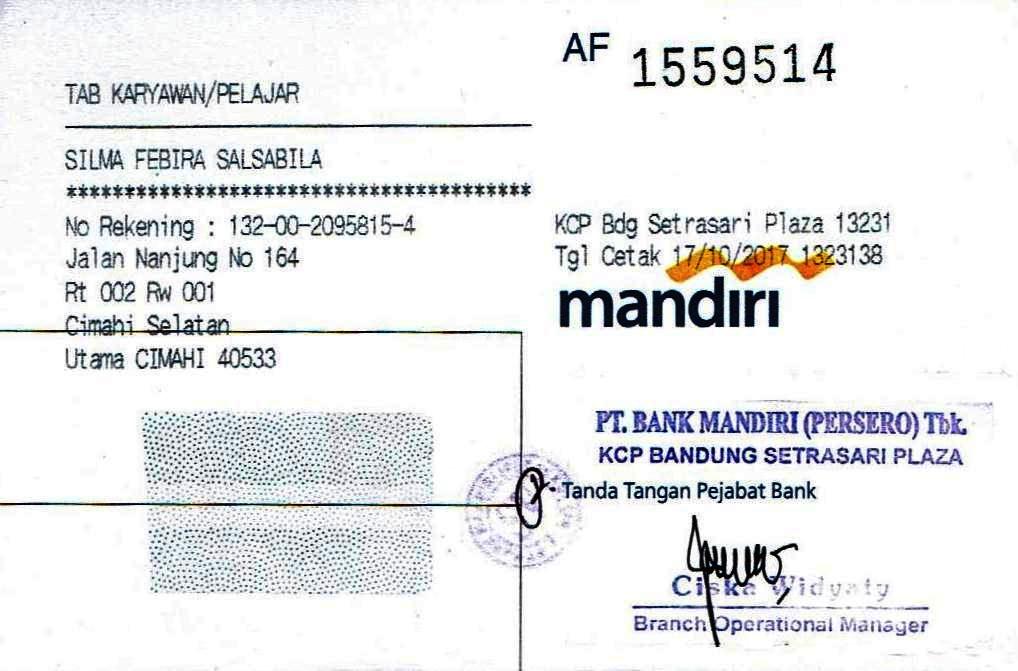 AF 1559514
TAB KARYAWAN/PELAJAR
SILMA FEBIRA SALSABILA
****************************************
No Rekening : 132-00-2095815-4
Jalan Nanjung No 164
Rt 002 Rw 001
Cimahi Selatan
Utama CIMAHI 40533
KCP Bdg Setrasari Plaza 13231
Tgl Cetak 17/10/2017 1323138
mandiri
PT. BANK MANDIRI (PERSERO) Tbk.
KCP BANDUNG SETRASARI PLAZA
Tanda Tangan Pejabat Bank
Ciska Widyaty
Branch Operational Manager